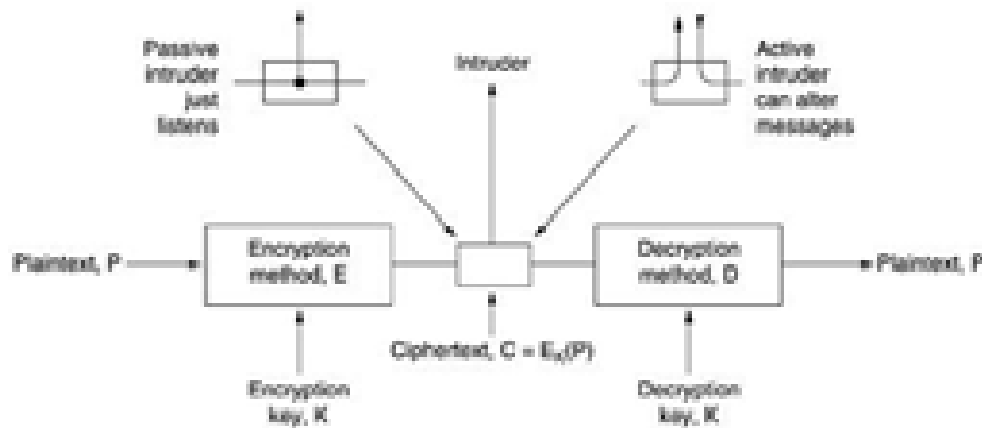 Passive
intruder
just
listens
Intruder
Active
intruder
can alter
messages
Plaintext, P
Encryption
method, E
Decryption
method, D
Plaintext, P
Ciphertext, C = Eₖ(P)
Encryption
key, K
Decryption
key, K